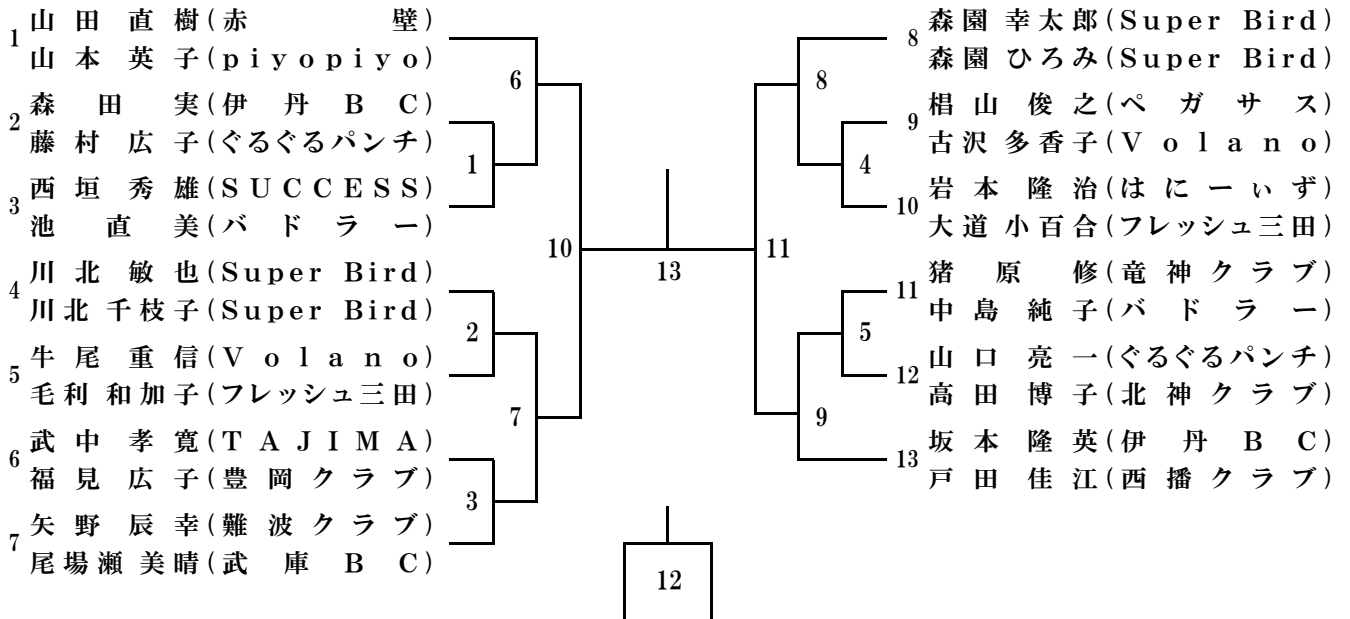 1 山田直樹(赤壁)
山本英子(piyopiyo)
2 森田実(伊丹BC)
藤村広子(ぐるぐるパンチ)
3 西垣秀雄(SUCCESS)
池直美(バドラー)
4 川北敏也(Super Bird)
川北千枝子(Super Bird)
5 牛尾重信(Volano)
毛利和加子(フレッシュ三田)
6 武中孝寛(TAJIMA)
福見広子(豊岡クラブ)
7 矢野辰幸(難波クラブ)
尾場瀬美晴(武庫BC)
6
1
10
2
7
3
13
12
8
4
11
5
9
8 森園幸太郎(Super Bird)
森園ひろみ(Super Bird)
9 椙山俊之(ペガサス)
古沢多香子(Volano)
10 岩本隆治(はにーぃず)
大道小百合(フレッシュ三田)
11 猪原修(竜神クラブ)
中島純子(バドラー)
12 山口亮一(ぐるぐるパンチ)
高田博子(北神クラブ)
13 坂本隆英(伊丹BC)
戸田佳江(西播クラブ)